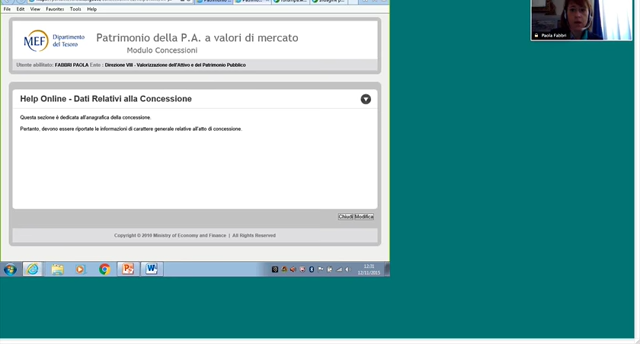 File Edit View Favorites Tools Help
MEF Dipartimento del Tesoro
Patrimonio della P.A. a valori di mercato
Modulo Concessioni
Utente abilitato: FABBRI PAOLA Ente : Direzione VIII - Valorizzazione dell'Attivo e del Patrimonio Pubblico
Help Online - Dati Relativi alla Concessione
Questa sezione è dedicata all'anagrafica della concessione.
Pertanto, devono essere riportate le informazioni di carattere generale relative all'atto di concessione.
Chiudi Modifica
Copyright © 2010 Ministry of Economy and Finance | All Rights Reserved
12/11/2015
Paola Fabbri